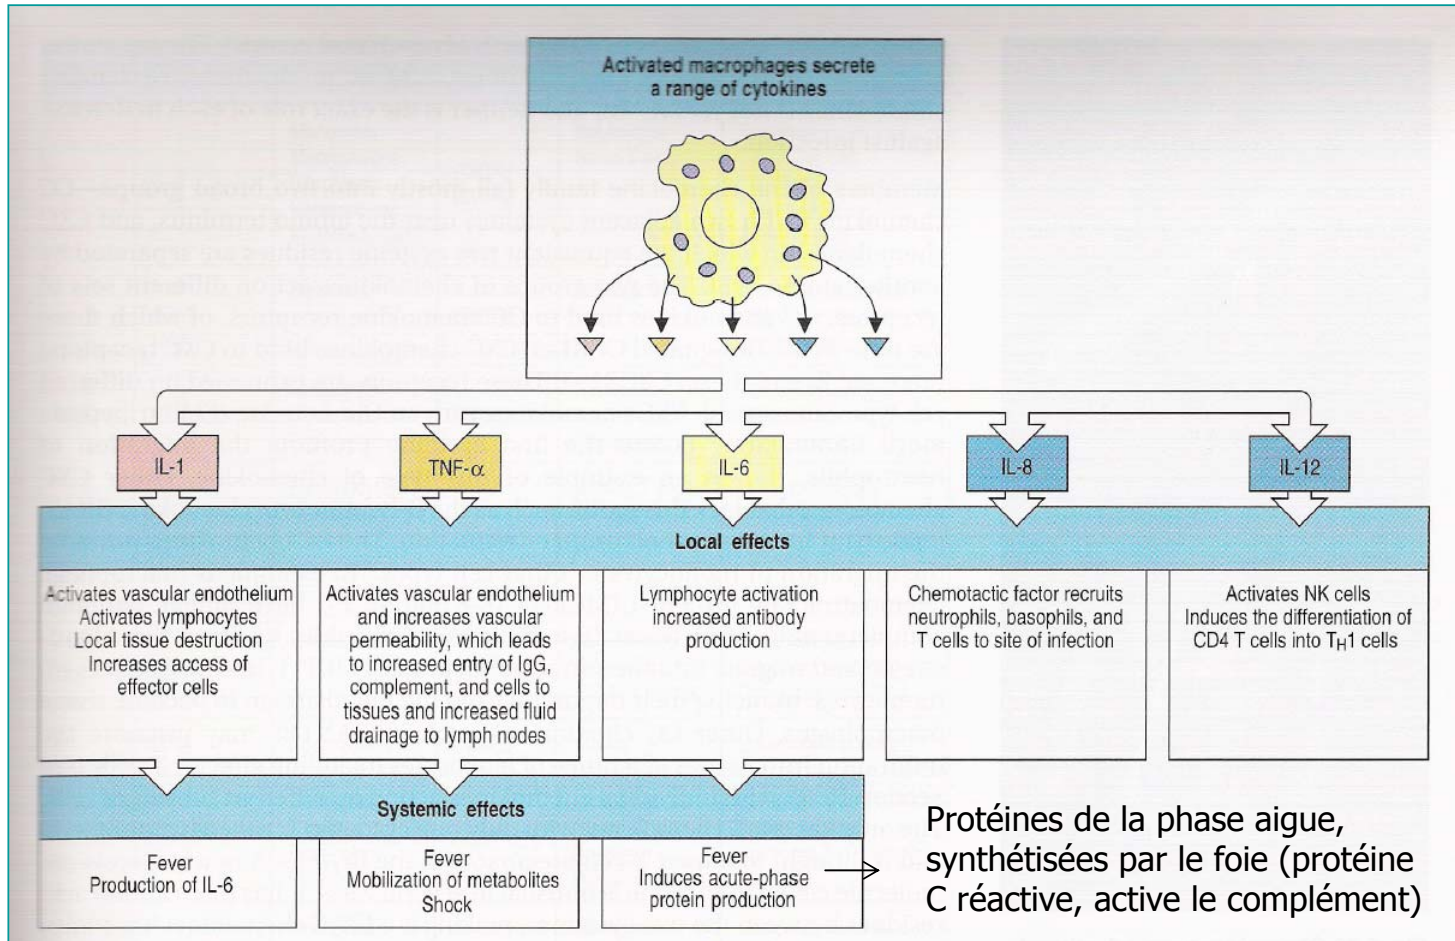 Activated macrophages secrete
a range of cytokines
IL-1
TNF-α
IL-6
IL-8
IL-12
Local effects
Activates vascular endothelium
Activates lymphocytes
Local tissue destruction
Increases access of
effector cells
Activates vascular endothelium
and increases vascular
permeability, which leads
to increased entry of IgG,
complement, and cells to
tissues and increased fluid
drainage to lymph nodes
Lymphocyte activation
increased antibody
production
Chemotactic factor recruits
neutrophils, basophils, and
T cells to site of infection
Activates NK cells
Induces the differentiation of
CD4 T cells into TH1 cells
Systemic effects
Fever
Production of IL-6
Fever
Mobilization of metabolites
Shock
Fever
Induces acute-phase
protein production
Protéines de la phase aigue,
synthétisées par le foie (protéine
C réactive, active le complément)